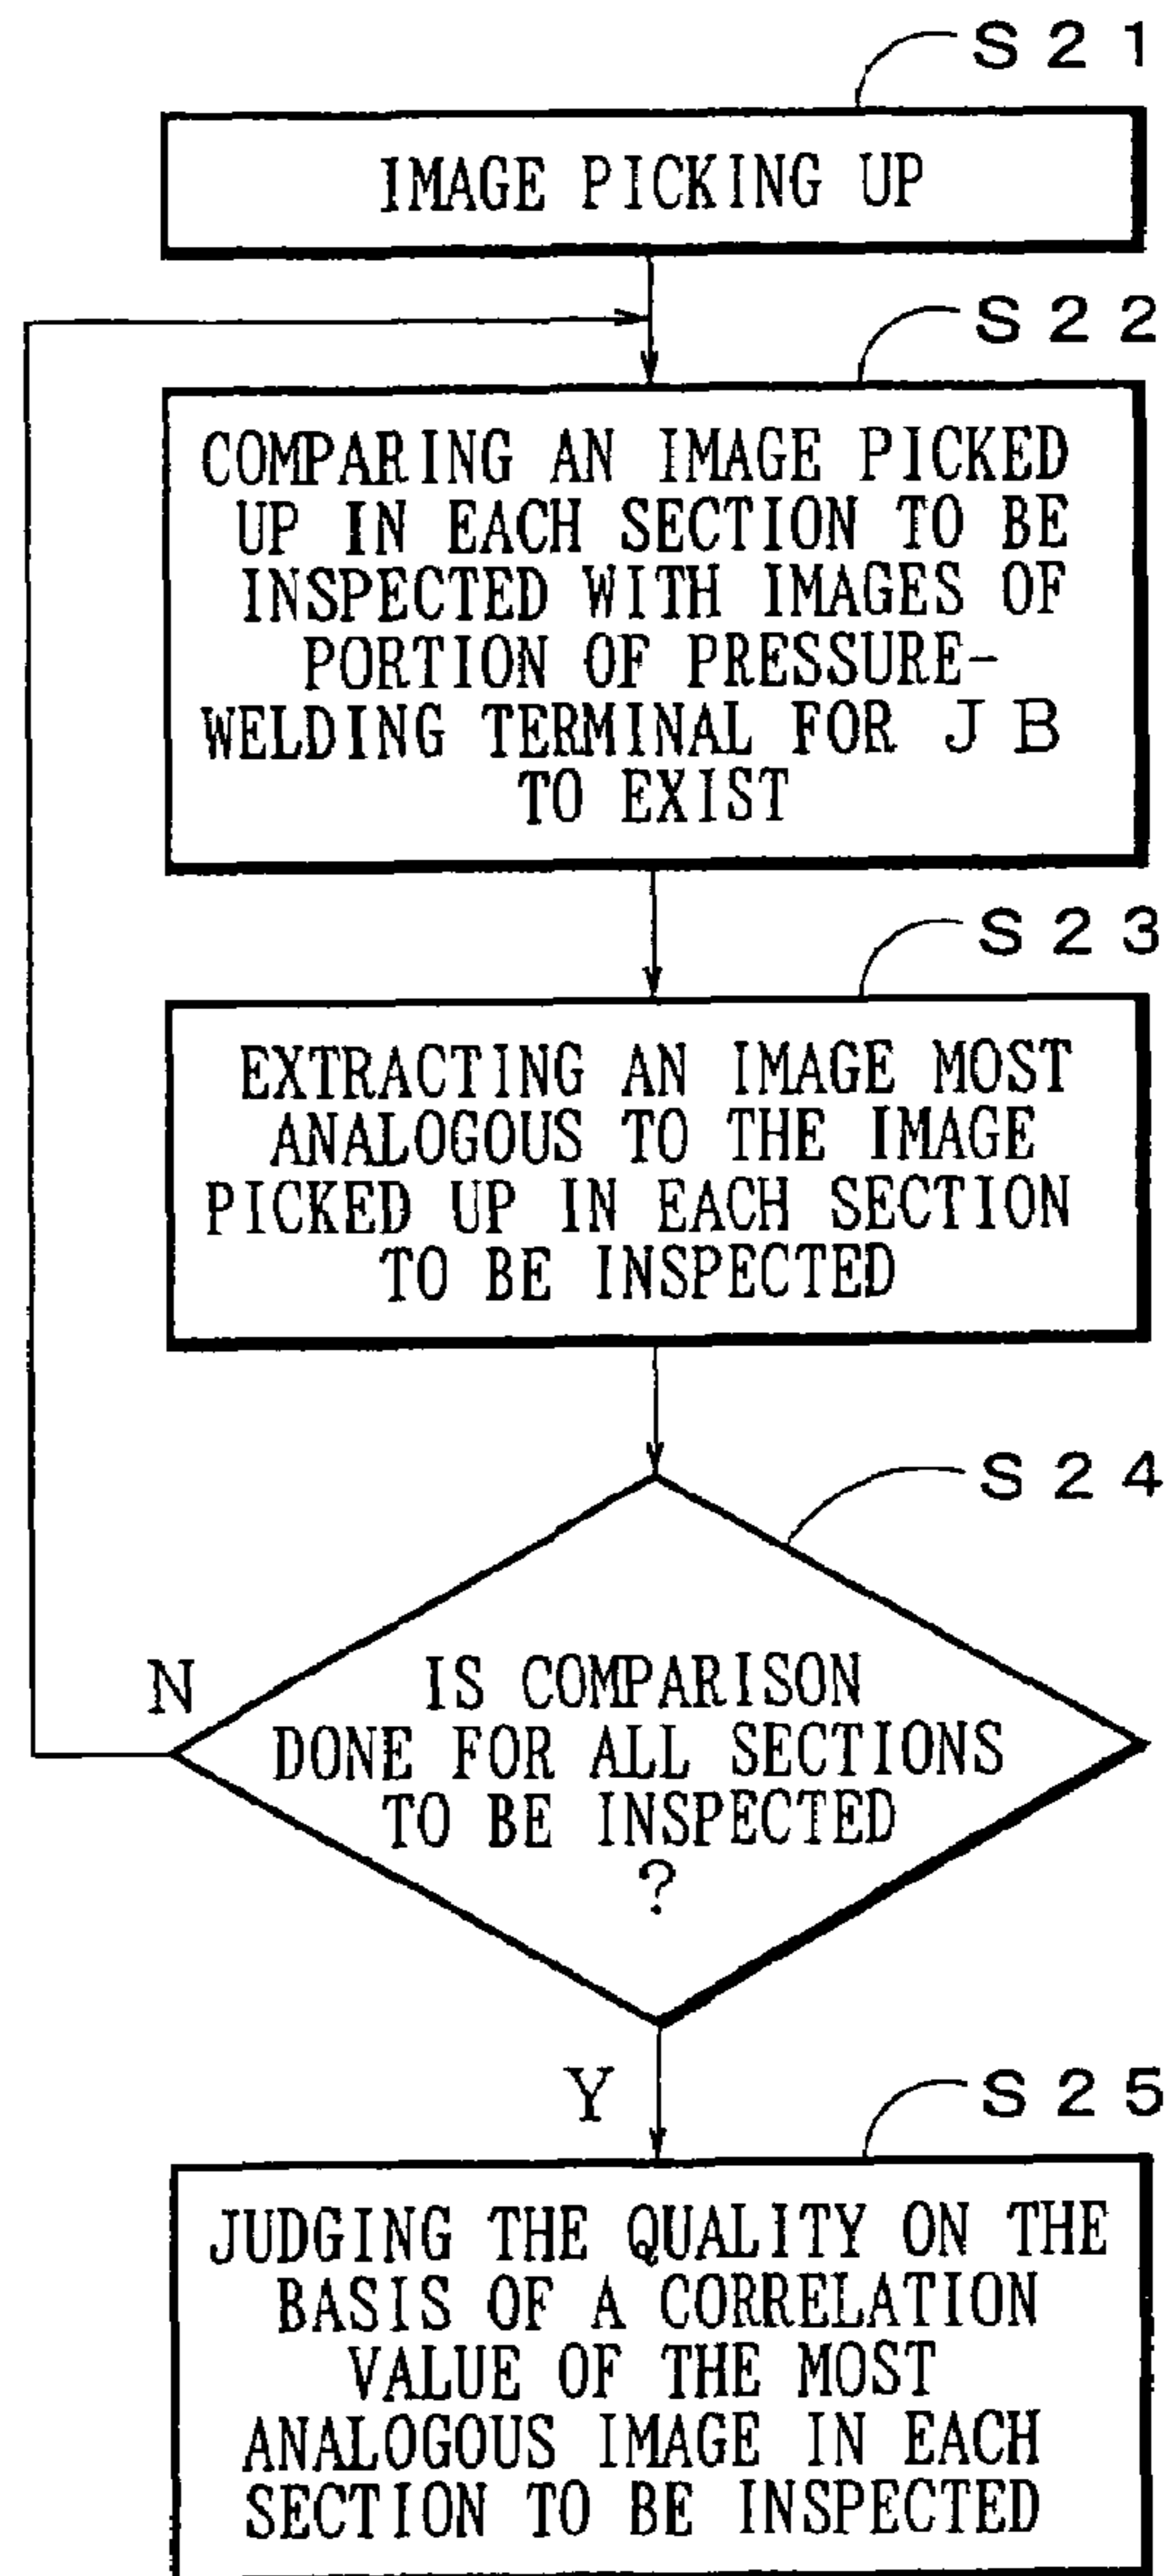 S21
IMAGE PICKING UP
S22
COMPARING AN IMAGE PICKED
UP IN EACH SECTION TO BE
INSPECTED WITH IMAGES OF
PORTION OF PRESSURE-
WELDING TERMINAL FOR JB
TO EXIST
S23
EXTRACTING AN IMAGE MOST
ANALOGOUS TO THE IMAGE
PICKED UP IN EACH SECTION
TO BE INSPECTED
S24
N
IS COMPARISON
DONE FOR ALL SECTIONS
TO BE INSPECTED
?
Y
S25
JUDGING THE QUALITY ON THE
BASIS OF A CORRELATION
VALUE OF THE MOST
ANALOGOUS IMAGE IN EACH
SECTION TO BE INSPECTED